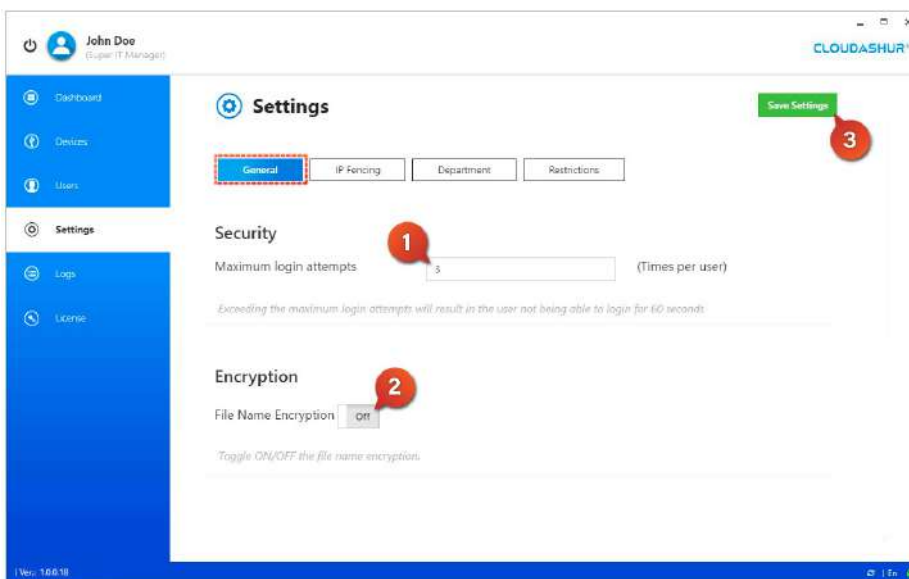 John Doe
(Super IT Manager)
CLOUDASHUR
Dashboard
Devices
Users
Settings
Logs
License
Settings
Save Settings
3
General
IP Fencing
Department
Restrictions
Security
1
Maximum login attempts
(Times per user)
Exceeding the maximum login attempts will result in the user not being able to login for 60 seconds
Encryption
2
File Name Encryption
Off
Toggle ON/OFF the file name encryption.
| Ver: 1.0.0.18
| En